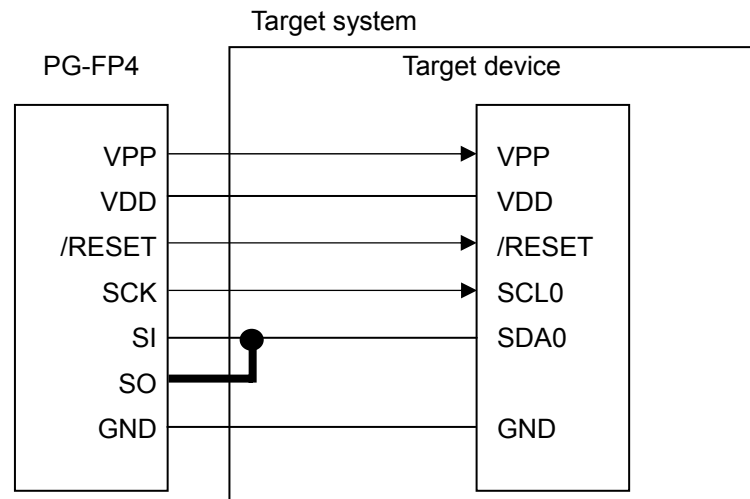 Target system
PG-FP4
Target device
VPP
VPP
VDD
VDD
/RESET
/RESET
SCK
SCL0
SI
SDA0
SO
GND
GND